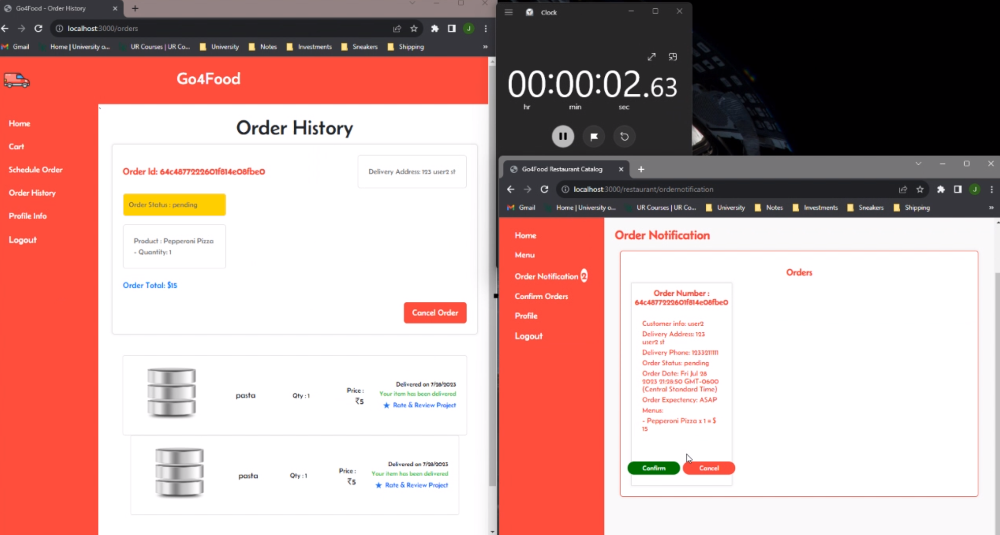 Go4Food - Order History
localhost:3000/orders
J
Gmail
Home | University o...
UR Courses | UR Co...
University
Notes
Investments
Sneakers
Shipping
»
Go4Food
Home
Cart
Schedule Order
Order History
Profile Info
Logout
Order History
Order Id: 64c4877222601f814e08fbe0
Delivery Address: 123 user2 st
Order Status : pending
Product : Pepperoni Pizza
- Quantity: 1
Order Total: $15
Cancel Order
pasta
Qty : 1
Price :
₹5
Delivered on 7/28/2023
Your item has been delivered
★ Rate & Review Project
pasta
Qty : 1
Price :
₹5
Delivered on 7/28/2023
Your item has been delivered
★ Rate & Review Project
Clock
00:00:02.63
hr
min
sec
Go4Food Restaurant Catalog
localhost:3000/restaurant/ordernotification
J
Gmail
Home | University o...
UR Courses | UR Co...
University
Notes
Investments
Sneakers
Shipping
»
Home
Menu
Order Notification 2
Confirm Orders
Profile
Logout
Order Notification
Orders
Order Number :
64c4877222601f814e08fbe0
Customer info: user2
Delivery Address: 123
user2 st
Delivery Phone: 1233211111
Order Status: pending
Order Date: Fri Jul 28
2023 21:28:50 GMT-0600
(Central Standard Time)
Order Expectency: ASAP
Menus:
- Pepperoni Pizza x 1 = $
15
Confirm
Cancel